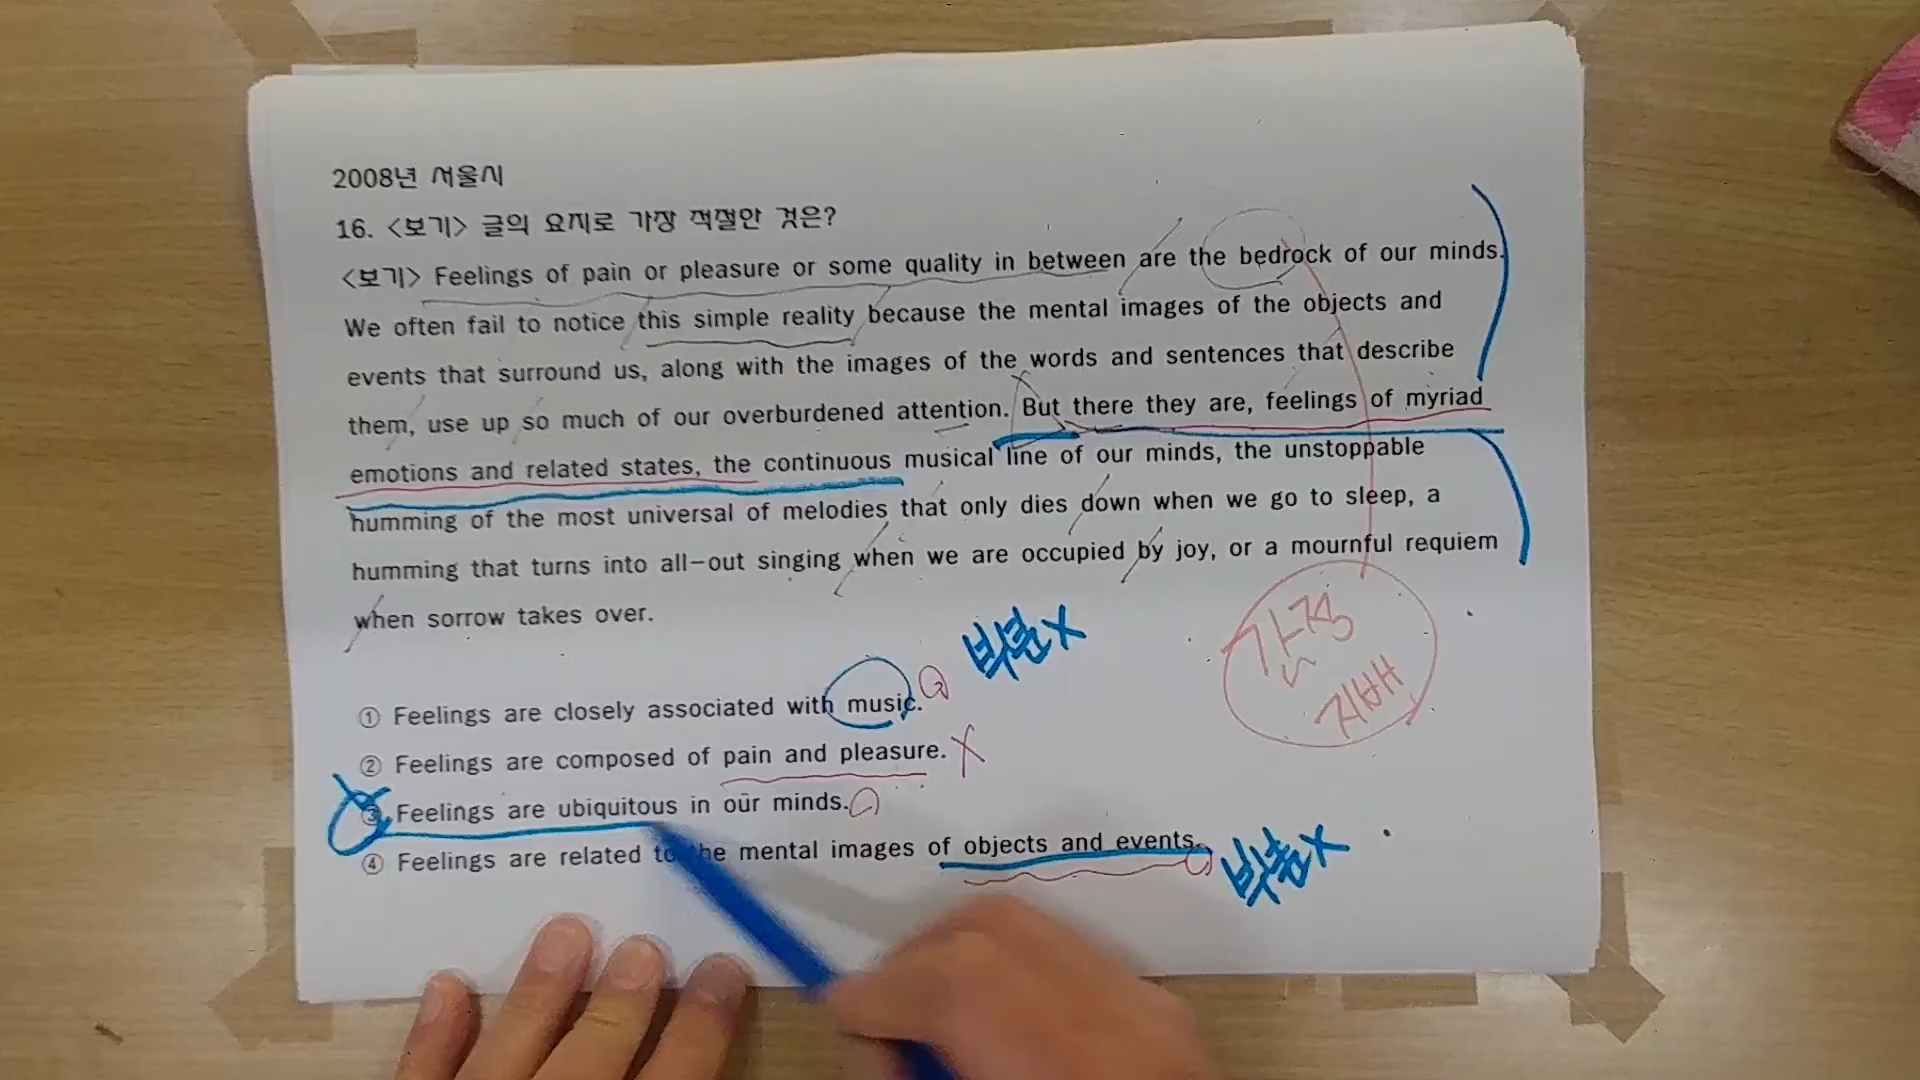 2008년 서울시
16. <보기> 글의 요지로 가장 적절한 것은?
<보기> Feelings of pain or pleasure or some quality in between are the bedrock of our minds.
We often fail to notice this simple reality because the mental images of the objects and
events that surround us, along with the images of the words and sentences that describe
them, use up so much of our overburdened attention. But there they are, feelings of myriad
emotions and related states, the continuous musical line of our minds, the unstoppable
humming of the most universal of melodies that only dies down when we go to sleep, a
humming that turns into all-out singing when we are occupied by joy, or a mournful requiem
when sorrow takes over.
① Feelings are closely associated with music.
② Feelings are composed of pain and pleasure.
③ Feelings are ubiquitous in our minds.
④ Feelings are related to the mental images of objects and events.
감정
지배